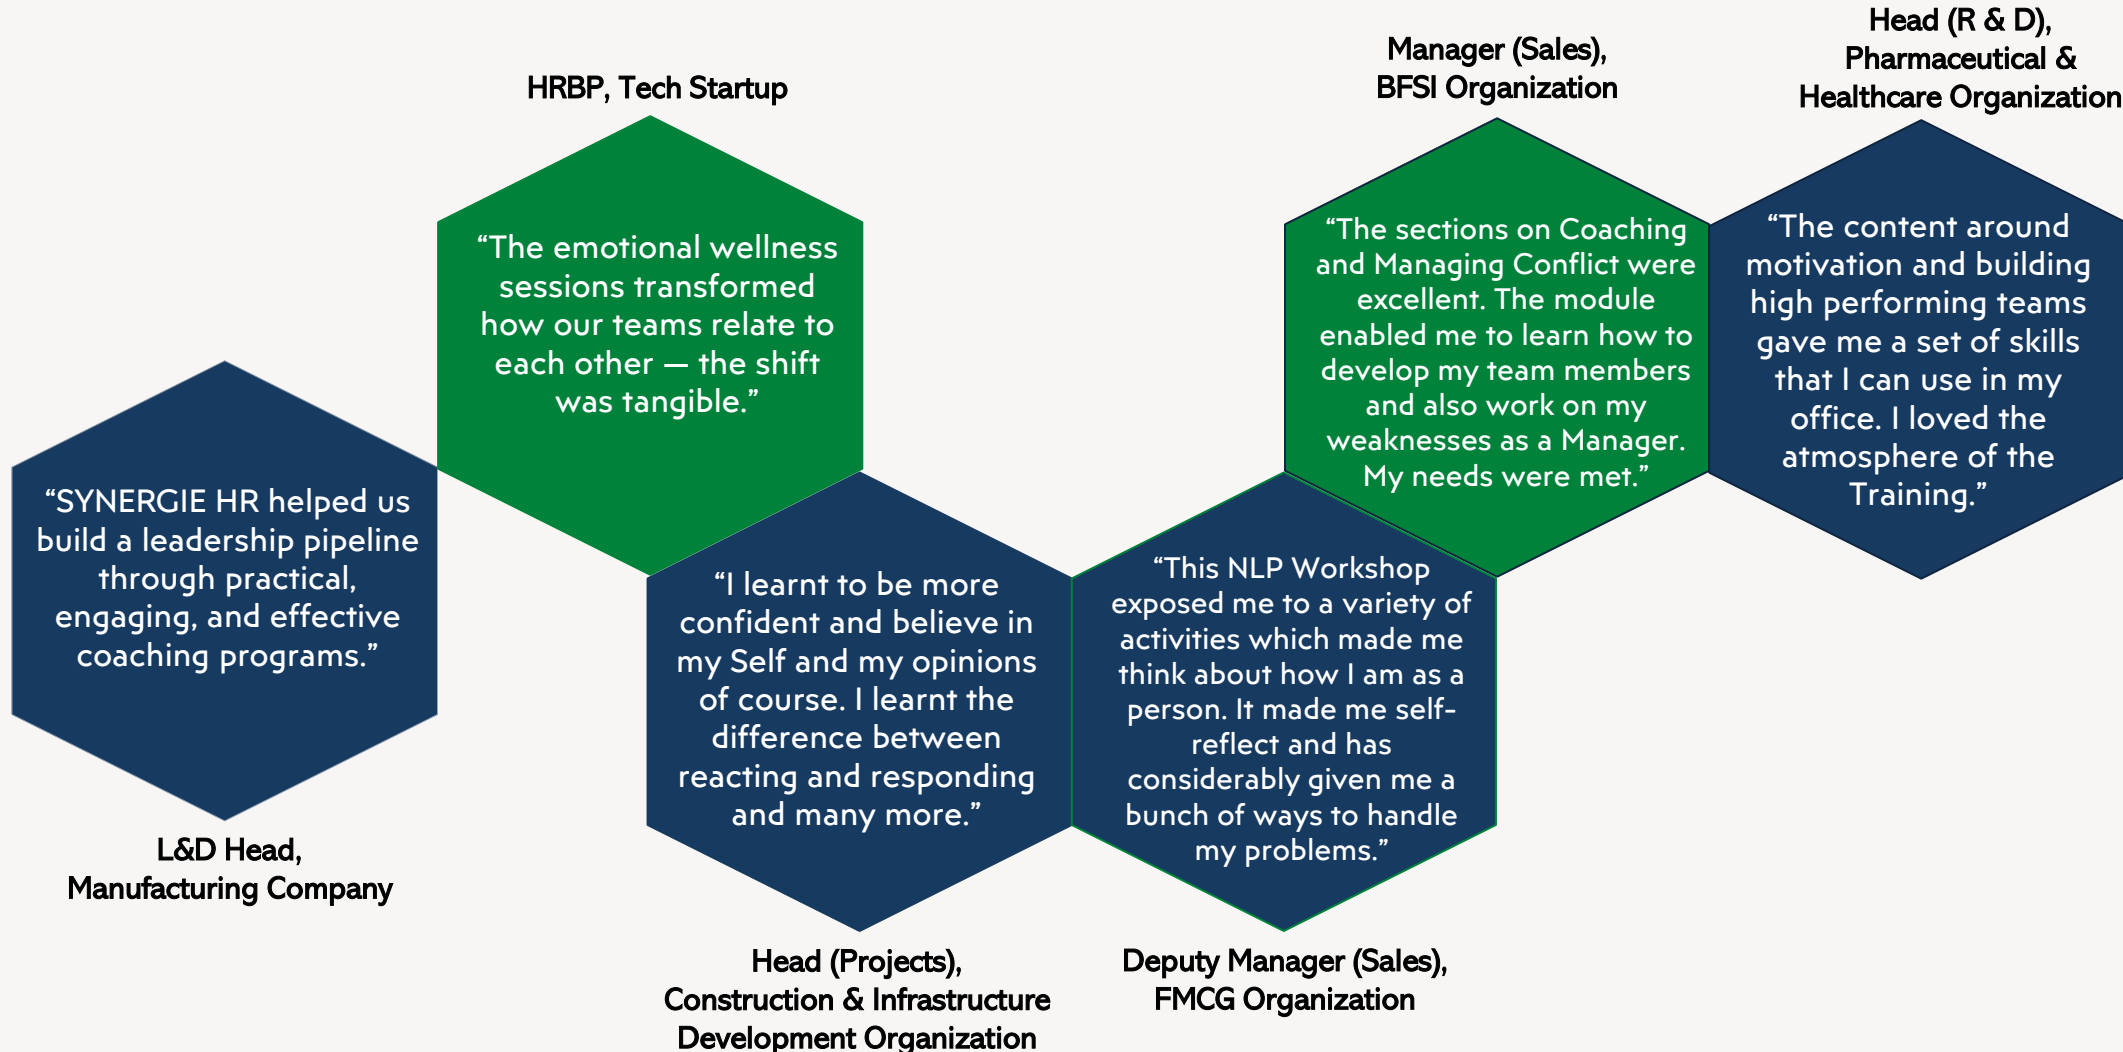 “SYNERGIE HR helped us
build a leadership pipeline
through practical,
engaging, and effective
coaching programs.”
L&D Head,
Manufacturing Company
HRBP, Tech Startup
“The emotional wellness
sessions transformed
how our teams relate to
each other — the shift
was tangible.”
“I learnt to be more
confident and believe in
my Self and my opinions
of course. I learnt the
difference between
reacting and responding
and many more.”
Head (Projects),
Construction & Infrastructure
Development Organization
“This NLP Workshop
exposed me to a variety of
activities which made me
think about how I am as a
person. It made me self-
reflect and has
considerably given me a
bunch of ways to handle
my problems.”
Deputy Manager (Sales),
FMCG Organization
Manager (Sales),
BFSI Organization
“The sections on Coaching
and Managing Conflict were
excellent. The module
enabled me to learn how to
develop my team members
and also work on my
weaknesses as a Manager.
My needs were met.”
Head (R & D),
Pharmaceutical &
Healthcare Organization
“The content around
motivation and building
high performing teams
gave me a set of skills
that I can use in my
office. I loved the
atmosphere of the
Training.”